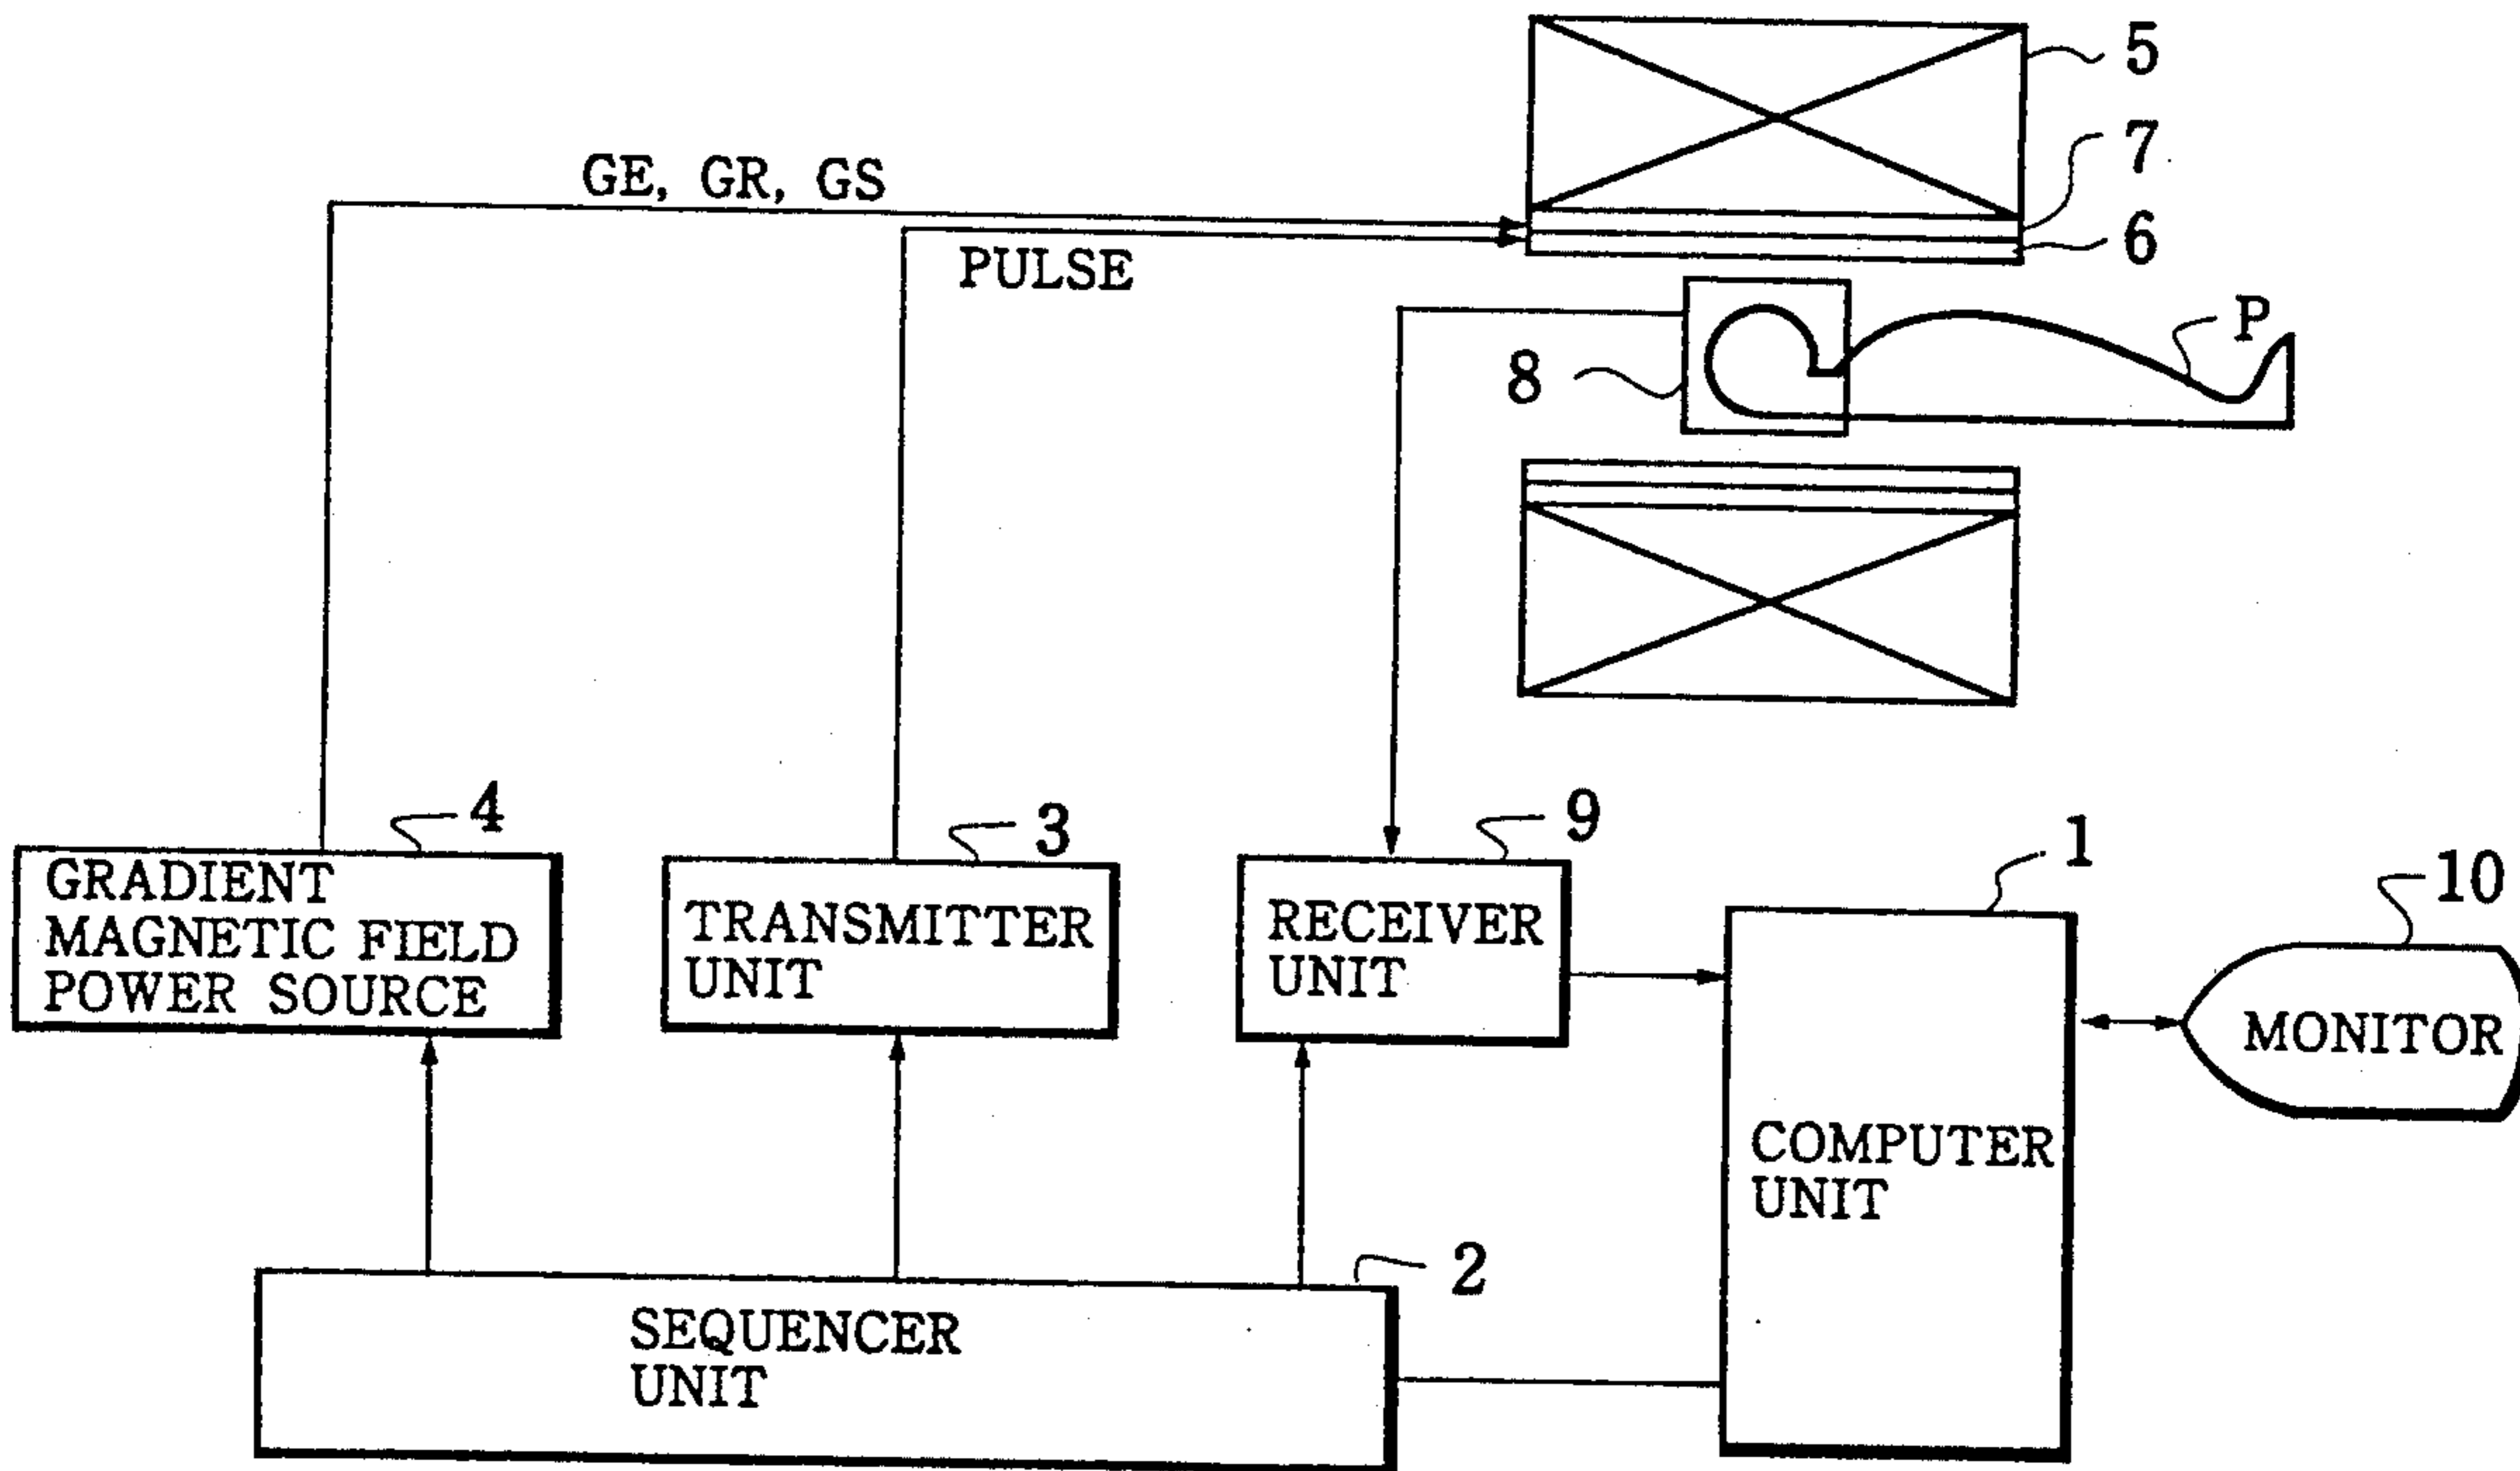 5
7
GE, GR, GS
6
PULSE
P
8
4
3
9
1
10
GRADIENT
MAGNETIC FIELD
POWER SOURCE
TRANSMITTER
UNIT
RECEIVER
UNIT
MONITOR
COMPUTER
UNIT
2
SEQUENCER
UNIT